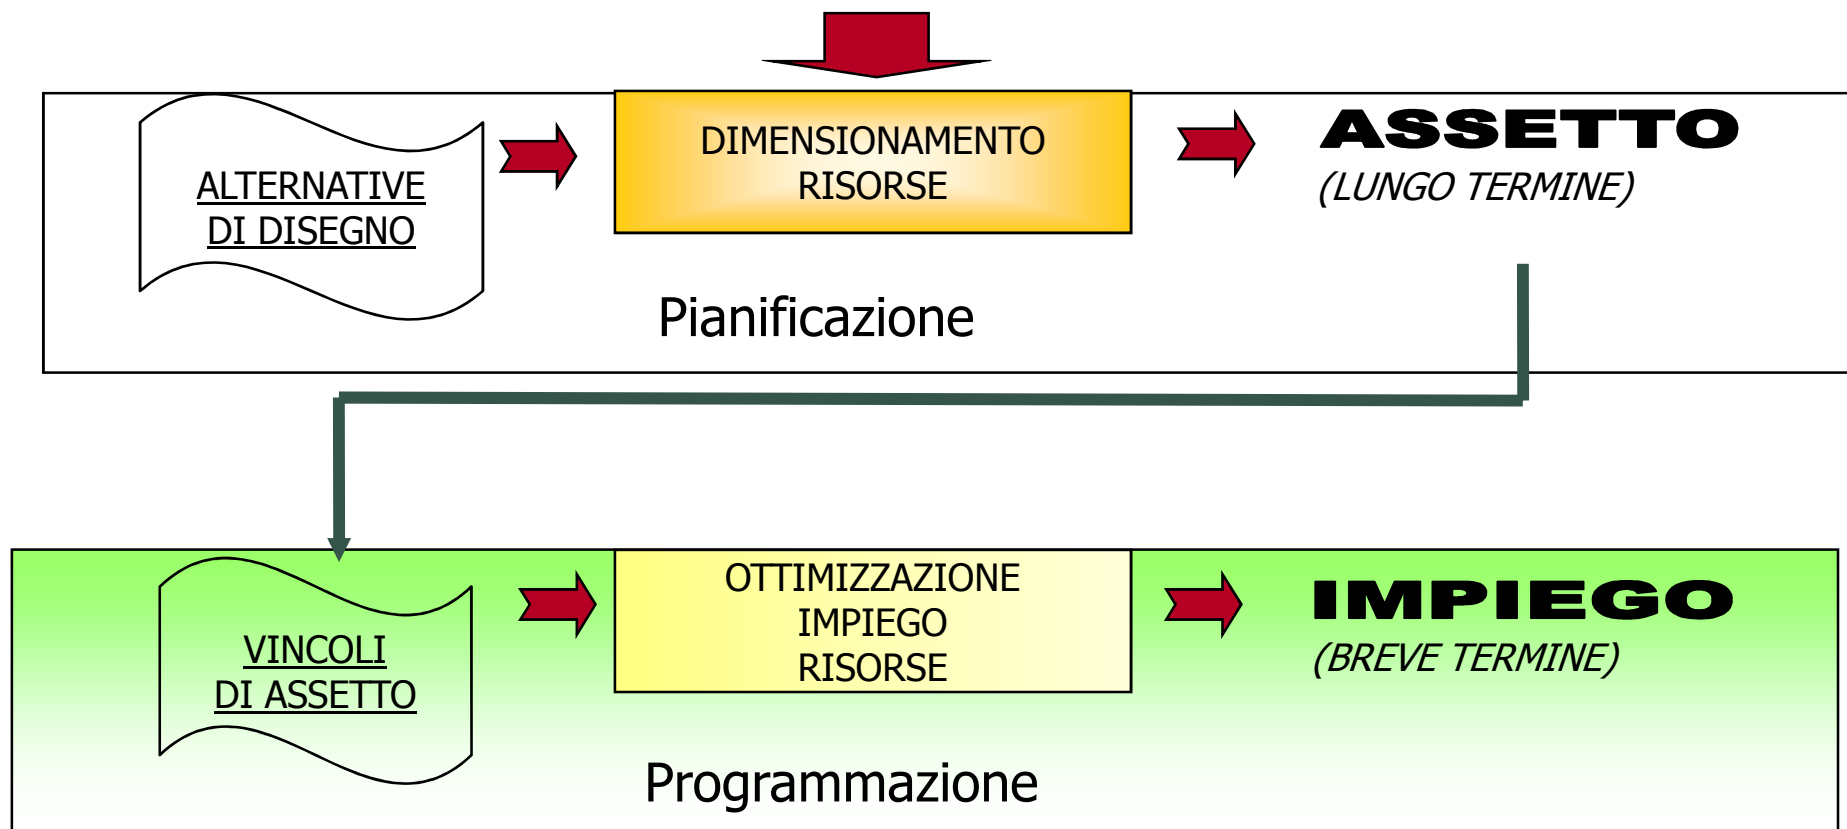 ALTERNATIVE
DI DISEGNO
DIMENSIONAMENTO
RISORSE
ASSETTO
(LUNGO TERMINE)
Pianificazione
VINCOLI
DI ASSETTO
OTTIMIZZAZIONE
IMPIEGO
RISORSE
IMPIEGO
(BREVE TERMINE)
Programmazione